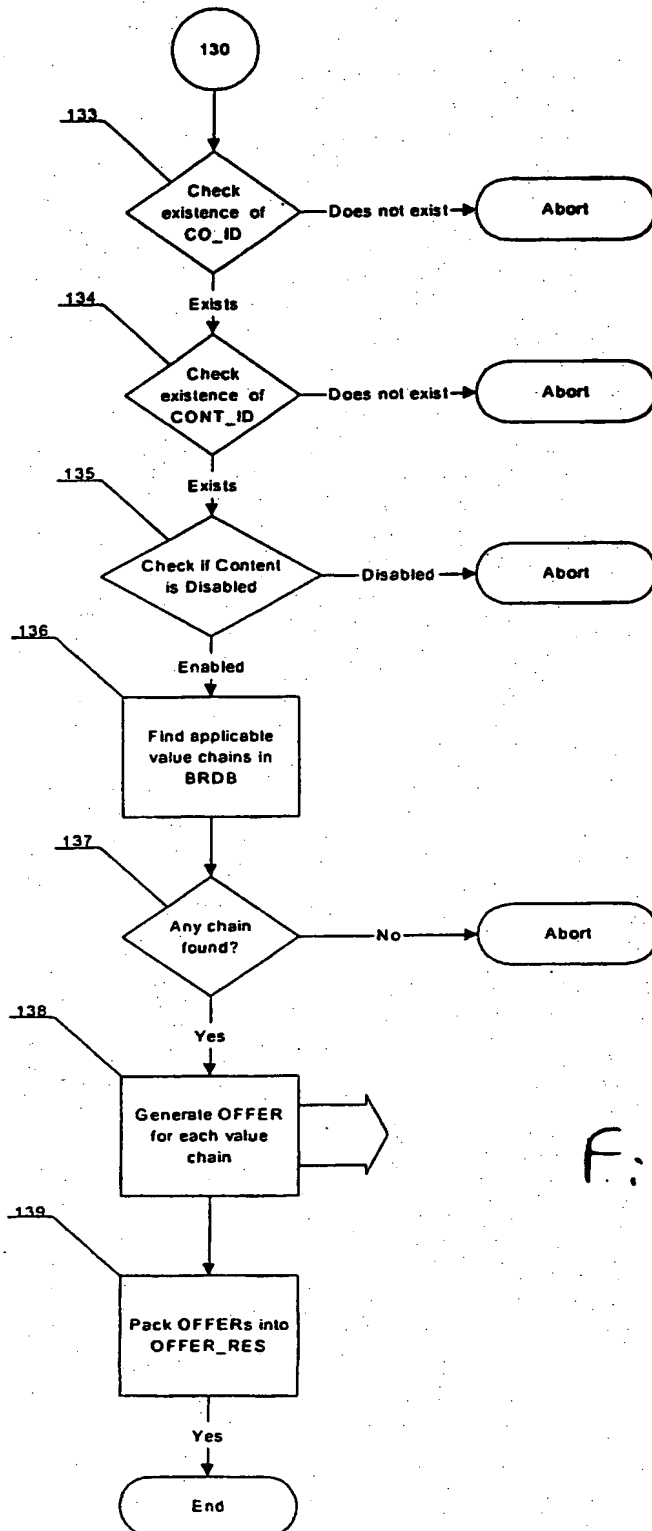 130
133
Check
existence of
CO_ID
Does not exist
Abort
Exists
134
Check
existence of
CONT_ID
Does not exist
Abort
Exists
135
Check if Content
is Disabled
Disabled
Abort
Enabled
136
Find applicable
value chains in
BRDB
137
Any chain
found?
No
Abort
Yes
138
Generate OFFER
for each value
chain
139
Pack OFFERs into
OFFER_RES
Yes
End